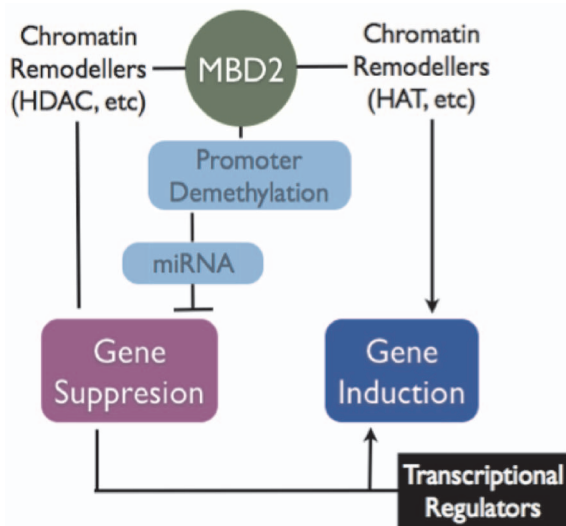 Chromatin
Remodellers
(HDAC, etc)
MBD2
Chromatin
Remodellers
(HAT, etc)
Promoter
Demethylation
miRNA
Gene
Suppresion
Gene
Induction
Transcriptional
Regulators